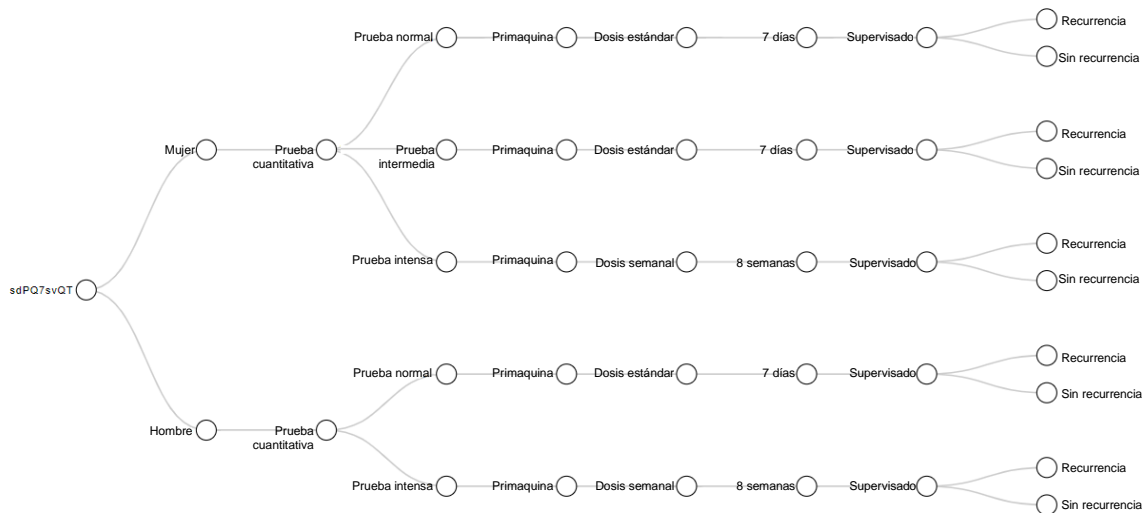 Recurrencia
Prueba normal Primaquina Dosis estándar 7 días Supervisado
Sin recurrencia
Recurrencia
Mujer Prueba cuantitativa Prueba intermedia Primaquina Dosis estándar 7 días Supervisado
Sin recurrencia
Recurrencia
Prueba intensa Primaquina Dosis semanal 8 semanas Supervisado
Sin recurrencia
sdPQ7svQT
Recurrencia
Prueba normal Primaquina Dosis estándar 7 días Supervisado
Sin recurrencia
Hombre Prueba cuantitativa
Recurrencia
Prueba intensa Primaquina Dosis semanal 8 semanas Supervisado
Sin recurrencia